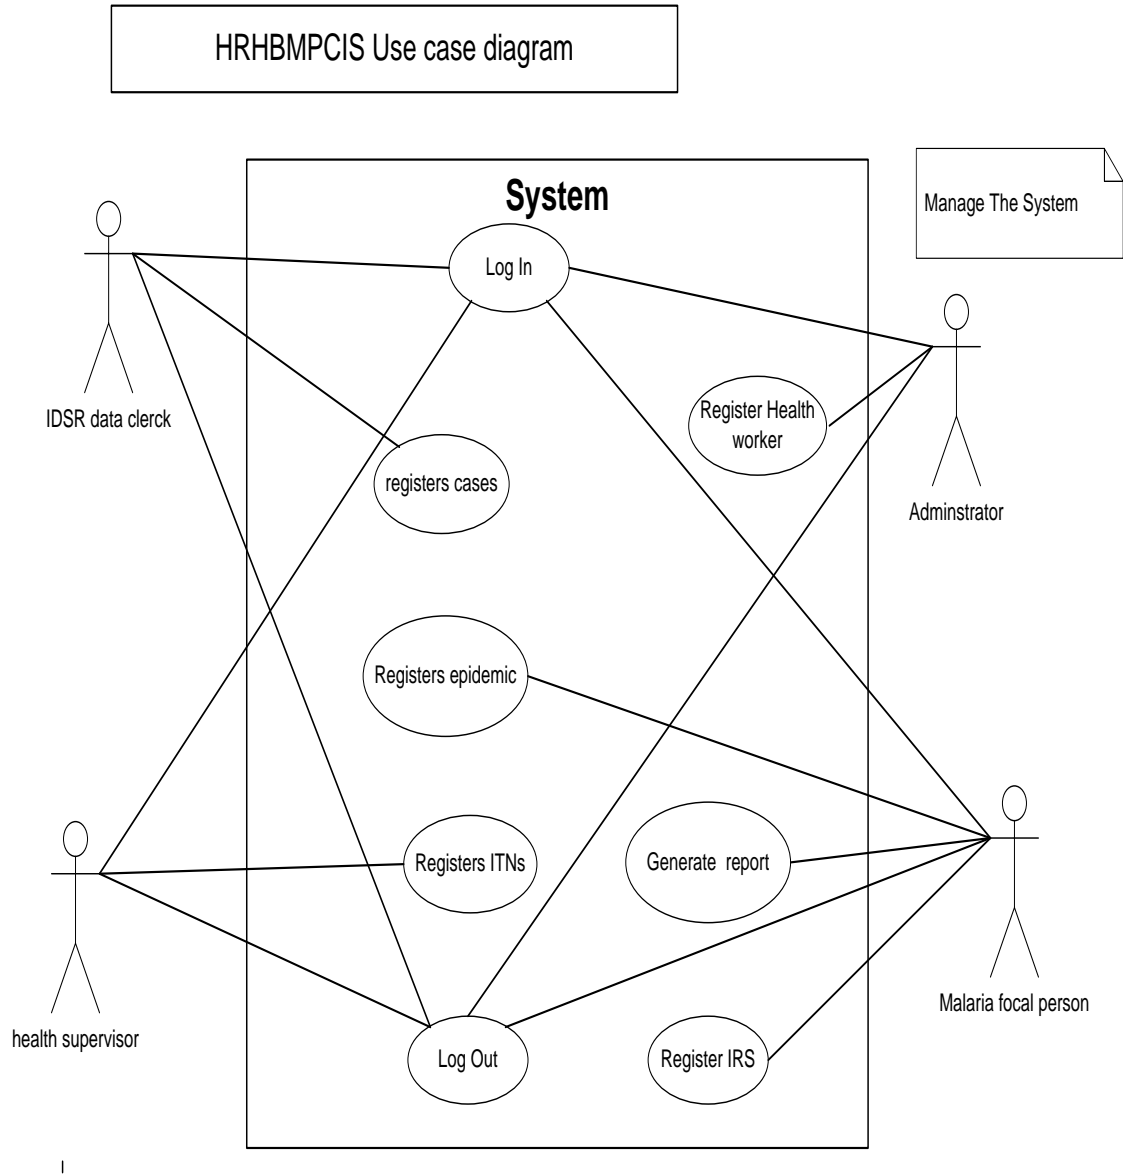 HRHBMPCIS Use case diagram
System
Manage The System
Log In
IDSR data clerck
Register Health
worker
registers cases
Adminstrator
Registers epidemic
Registers ITNs
Generate report
Malaria focal person
health supervisor
Log Out
Register IRS